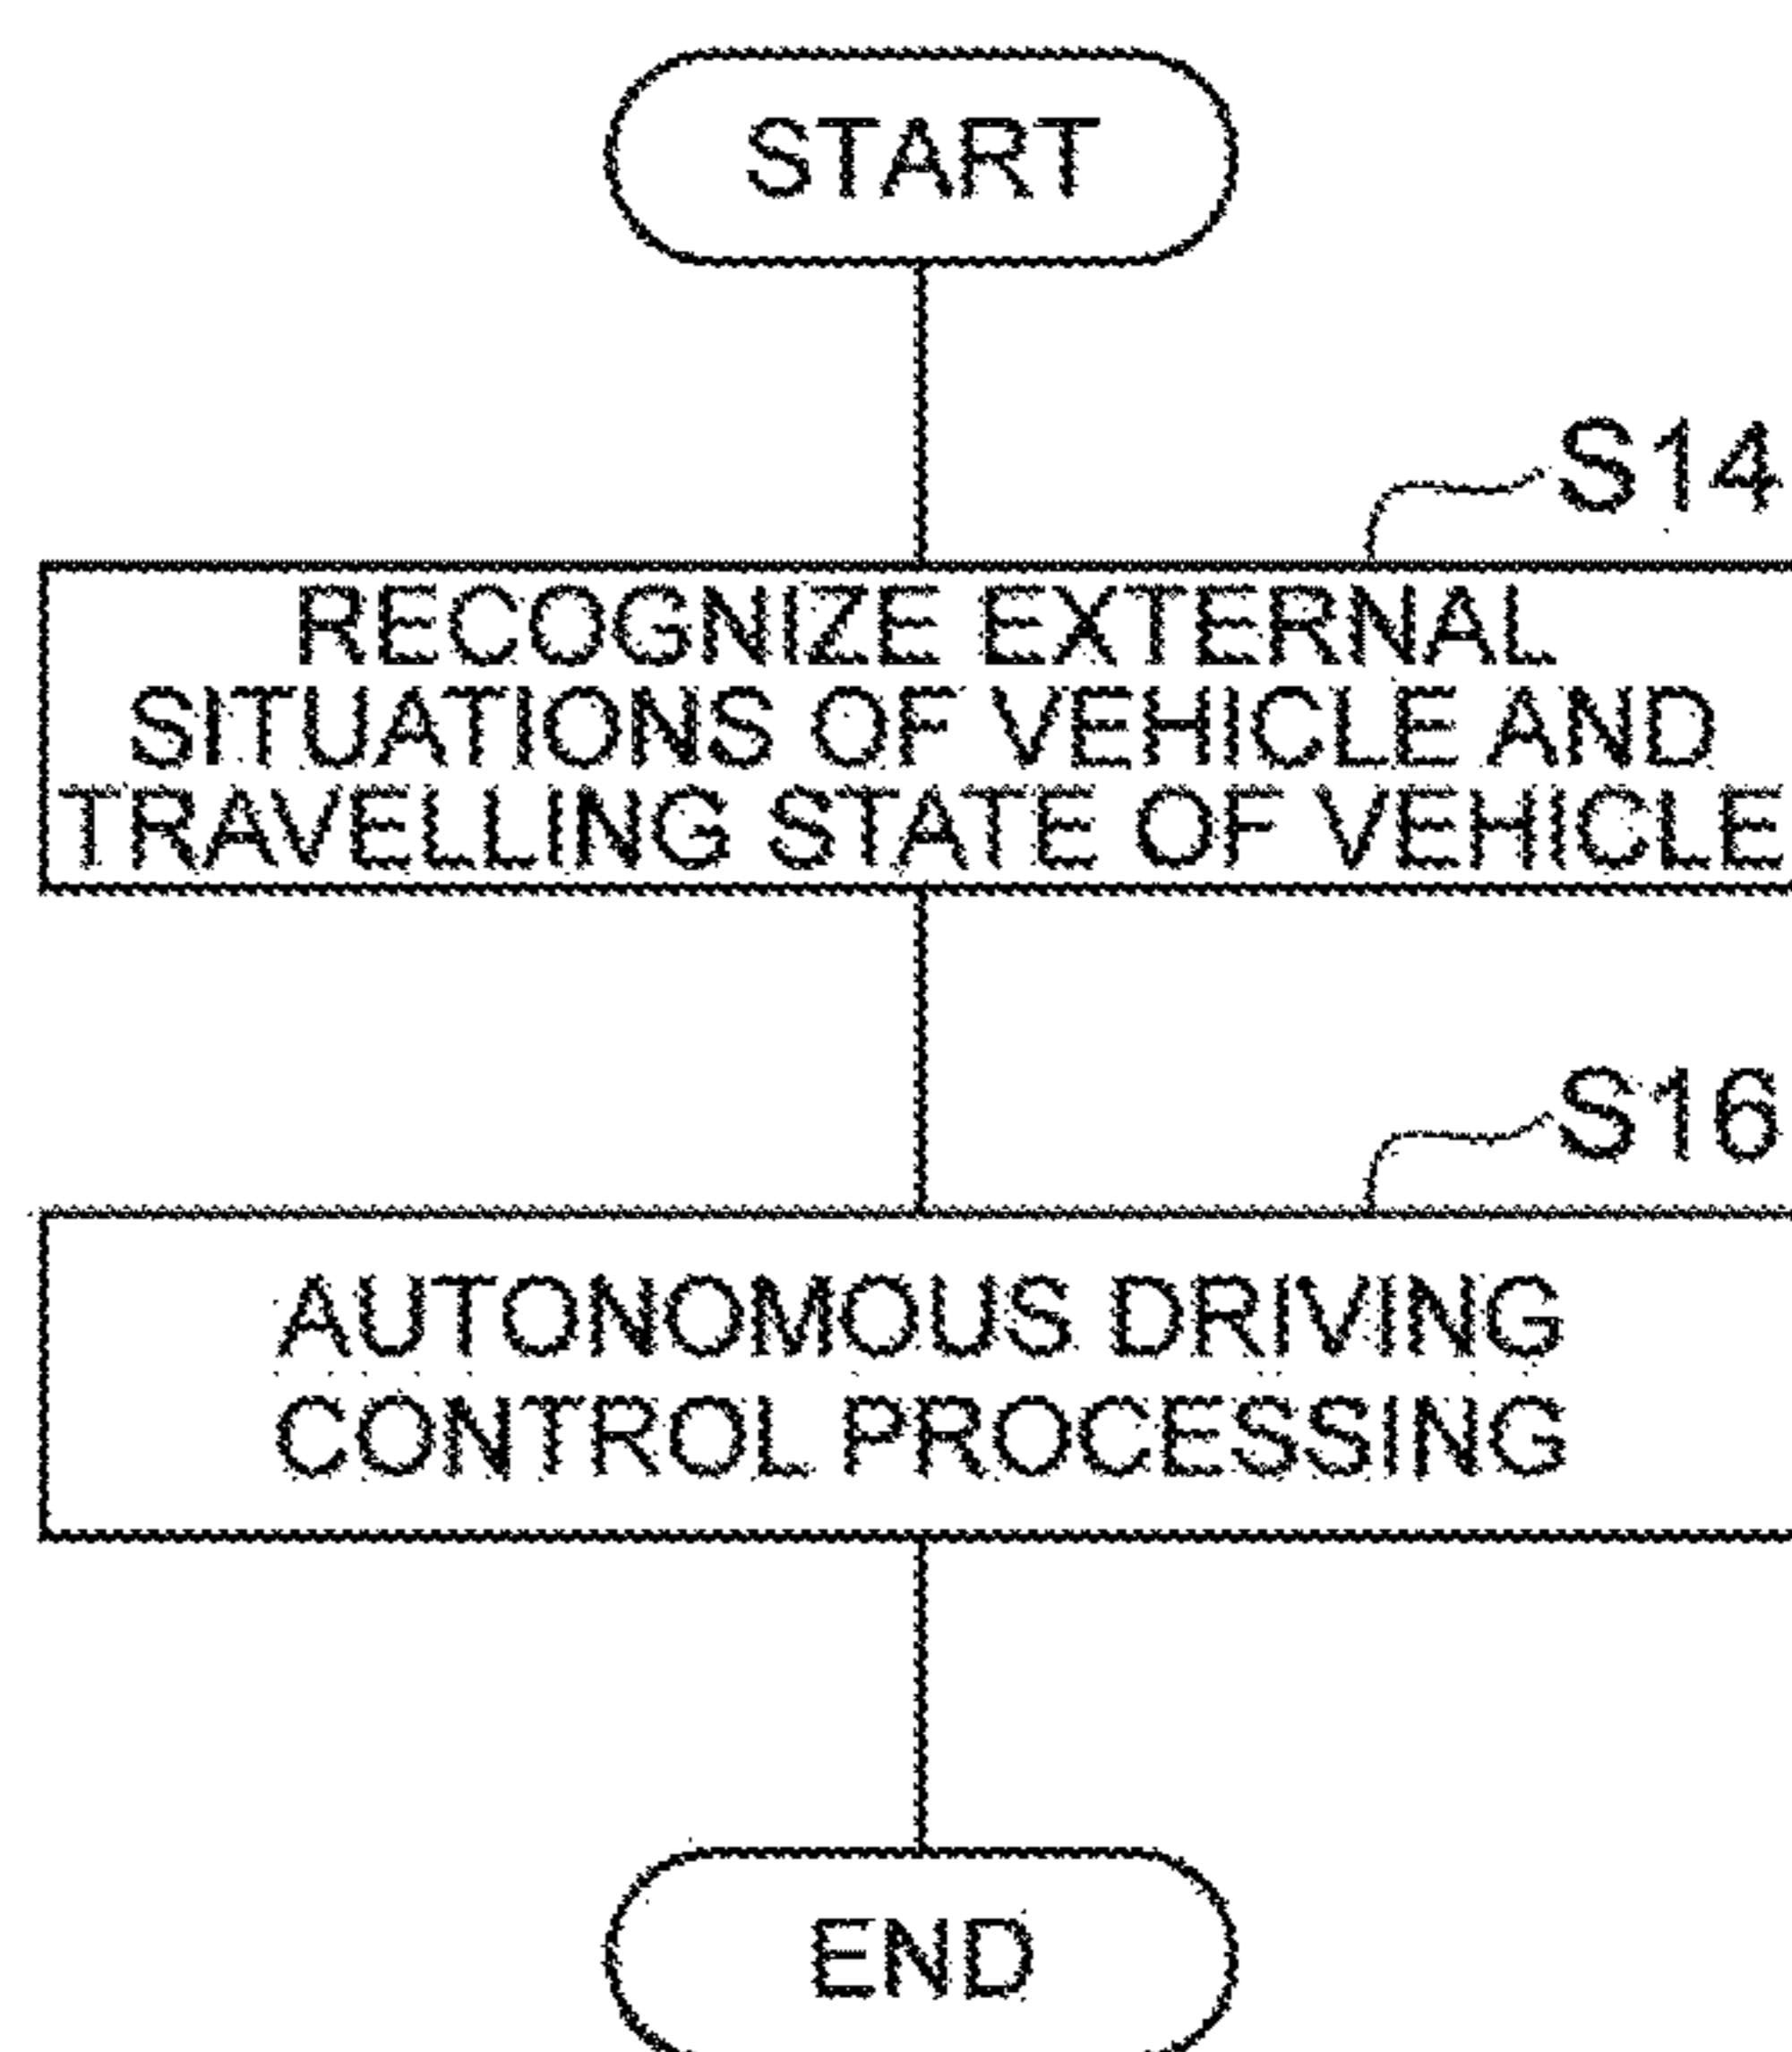 START
S14
RECOGNIZE EXTERNAL
SITUATIONS OF VEHICLE AND
TRAVELLING STATE OF VEHICLE
S16
AUTONOMOUS DRIVING
CONTROL PROCESSING
END